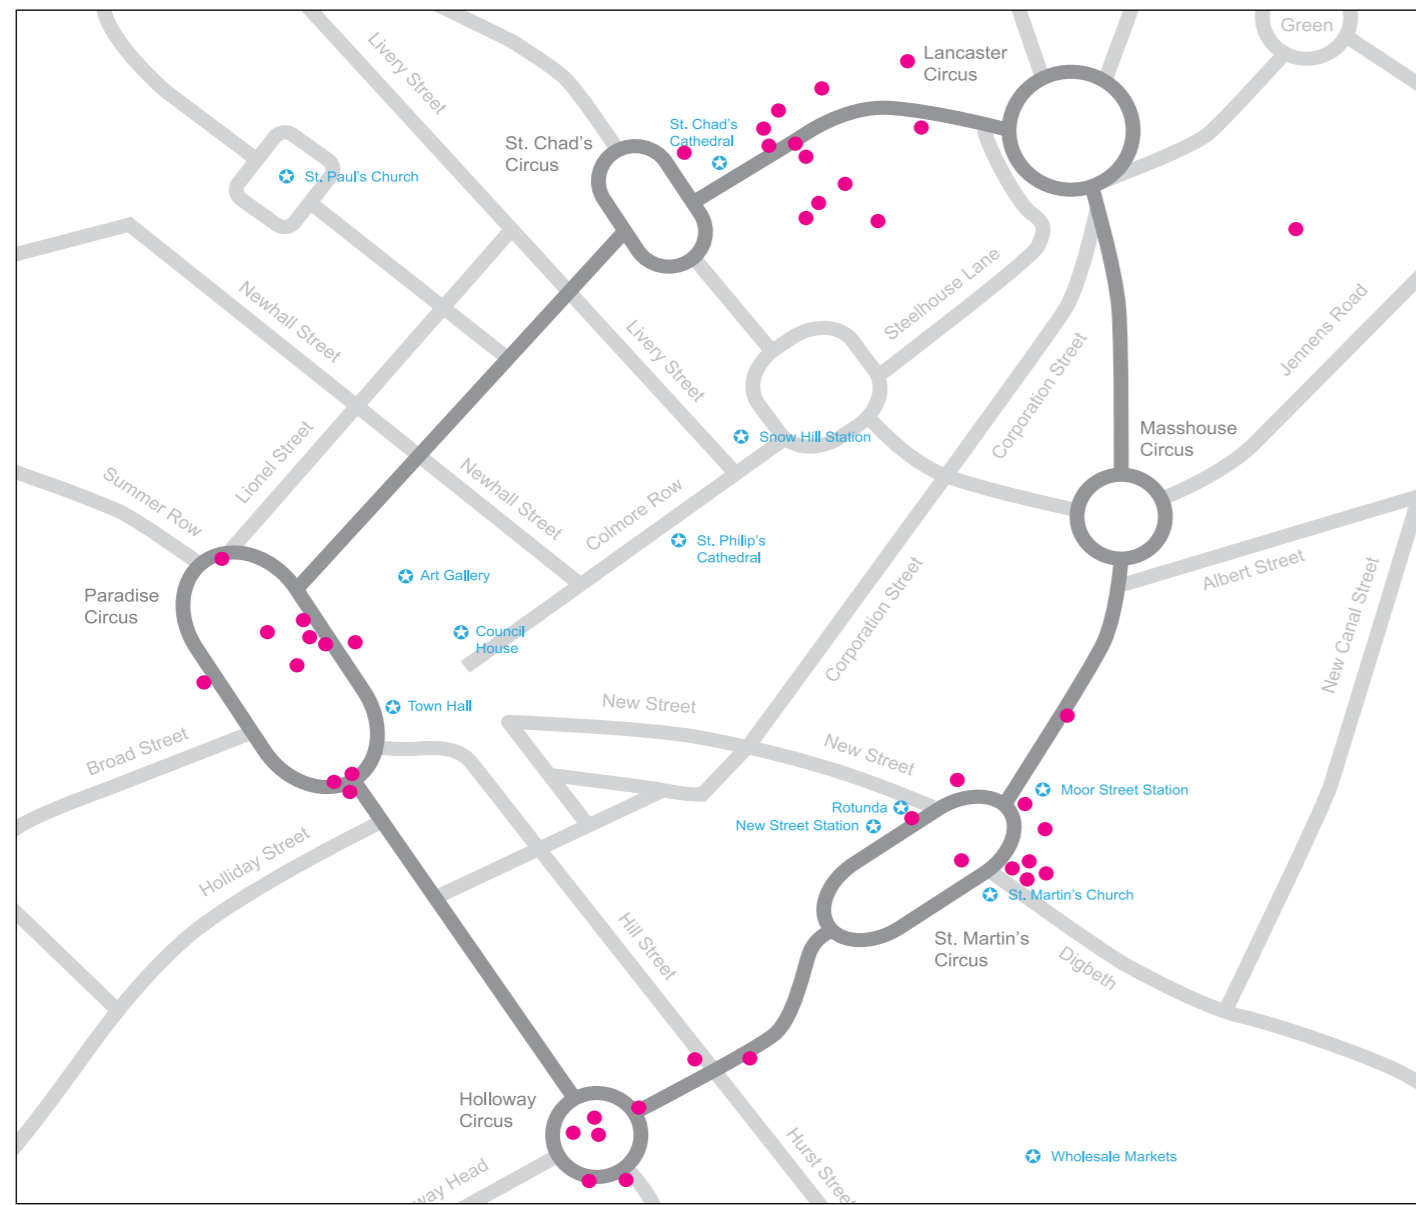 Green
Lancaster
Circus
Livery Street
St. Chad's
Cathedral
St. Chad's
Circus
St. Paul's Church
Steelhouse Lane
Newhall Street
Livery Street
Jennens Road
Corporation Street
Masshouse
Circus
Snow Hill Station
Lionel Street
Summer Row
Newhall Street
Colmore Row
St. Philip's
Cathedral
Albert Street
Art Gallery
Paradise
Circus
Council
House
Corporation Street
New Canal Street
Town Hall
New Street
Broad Street
New Street
Moor Street Station
Rotunda
New Street Station
Holliday Street
St. Martin's Church
St. Martin's
Circus
Hill Street
Digbeth
Holloway
Circus
way Head
Hurst Street
Wholesale Markets